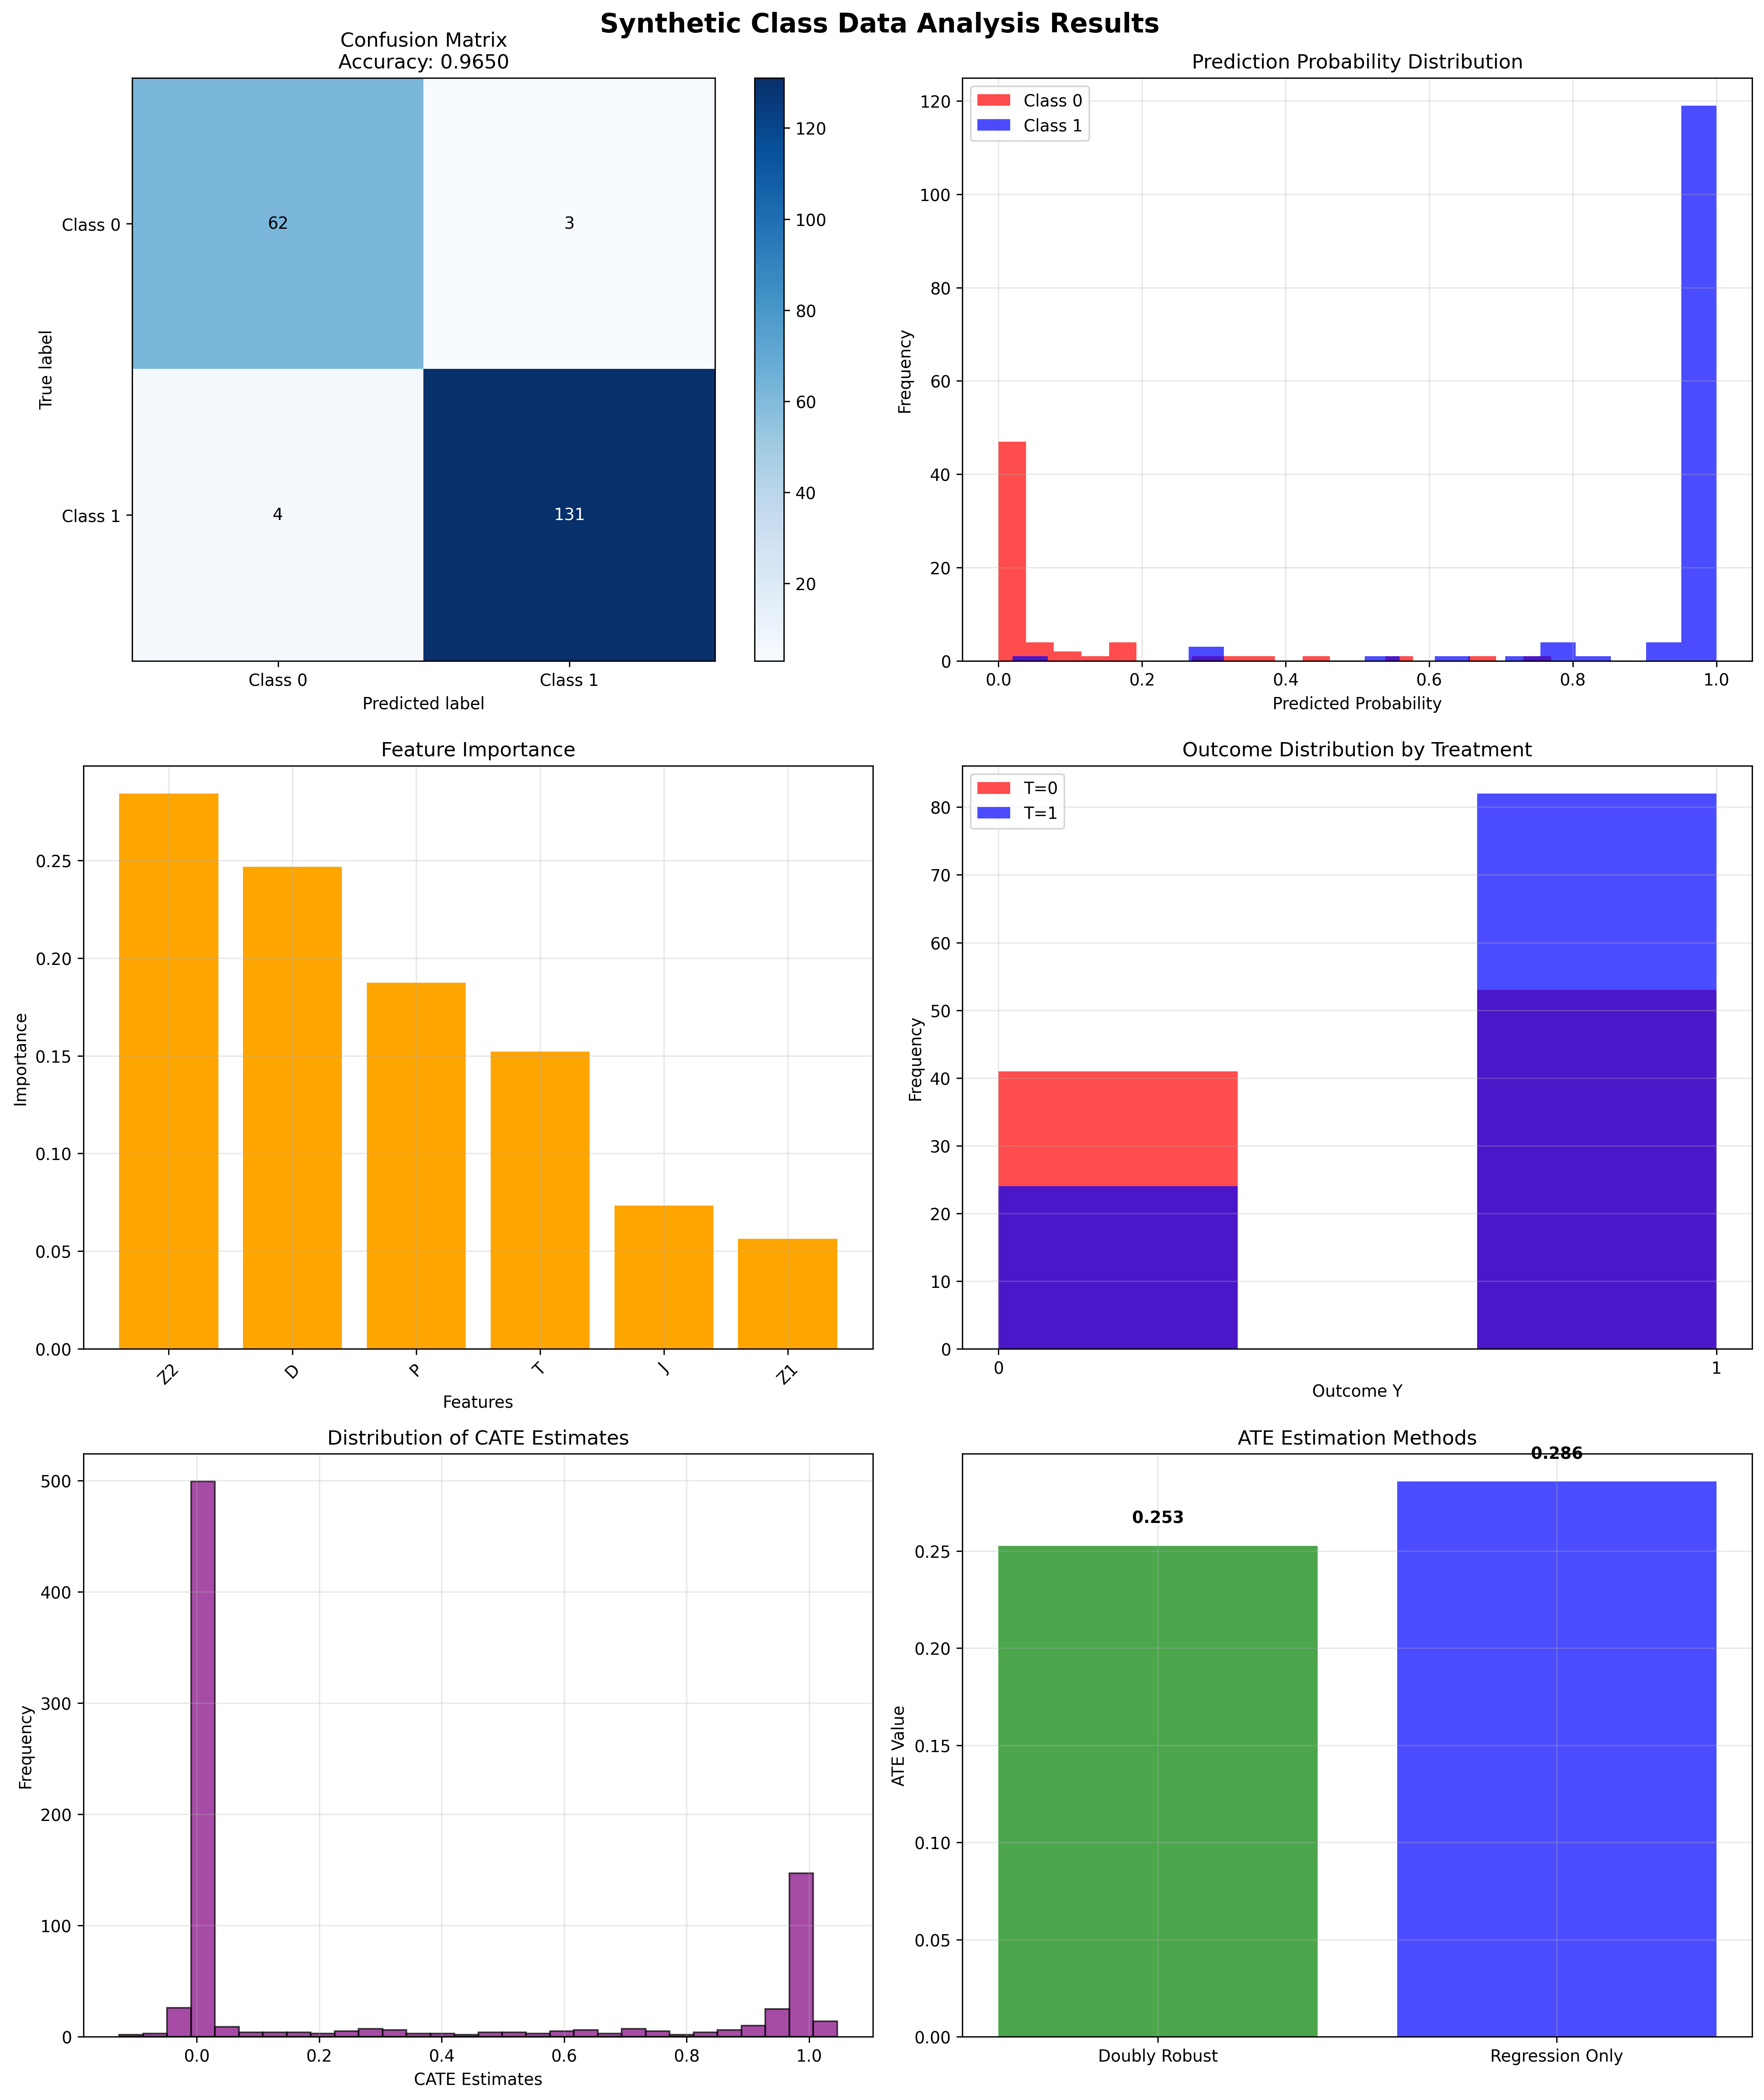 Synthetic Class Data Analysis Results
Confusion Matrix
Accuracy: 0.9650
True label
Class 0
Class 1
62
3
4
131
Class 0
Class 1
Predicted label
120
100
80
60
40
20
Prediction Probability Distribution
Class 0
Class 1
Frequency
120
100
80
60
40
20
0
0.0
0.2
0.4
0.6
0.8
1.0
Predicted Probability
Feature Importance
Importance
0.25
0.20
0.15
0.10
0.05
0.00
Z2
D
P
T
J
Z1
Features
Outcome Distribution by Treatment
T=0
T=1
Frequency
80
70
60
50
40
30
20
10
0
0
1
Outcome Y
Distribution of CATE Estimates
Frequency
500
400
300
200
100
0
0.0
0.2
0.4
0.6
0.8
1.0
CATE Estimates
ATE Estimation Methods
0.286
0.253
ATE Value
0.25
0.20
0.15
0.10
0.05
0.00
Doubly Robust
Regression Only